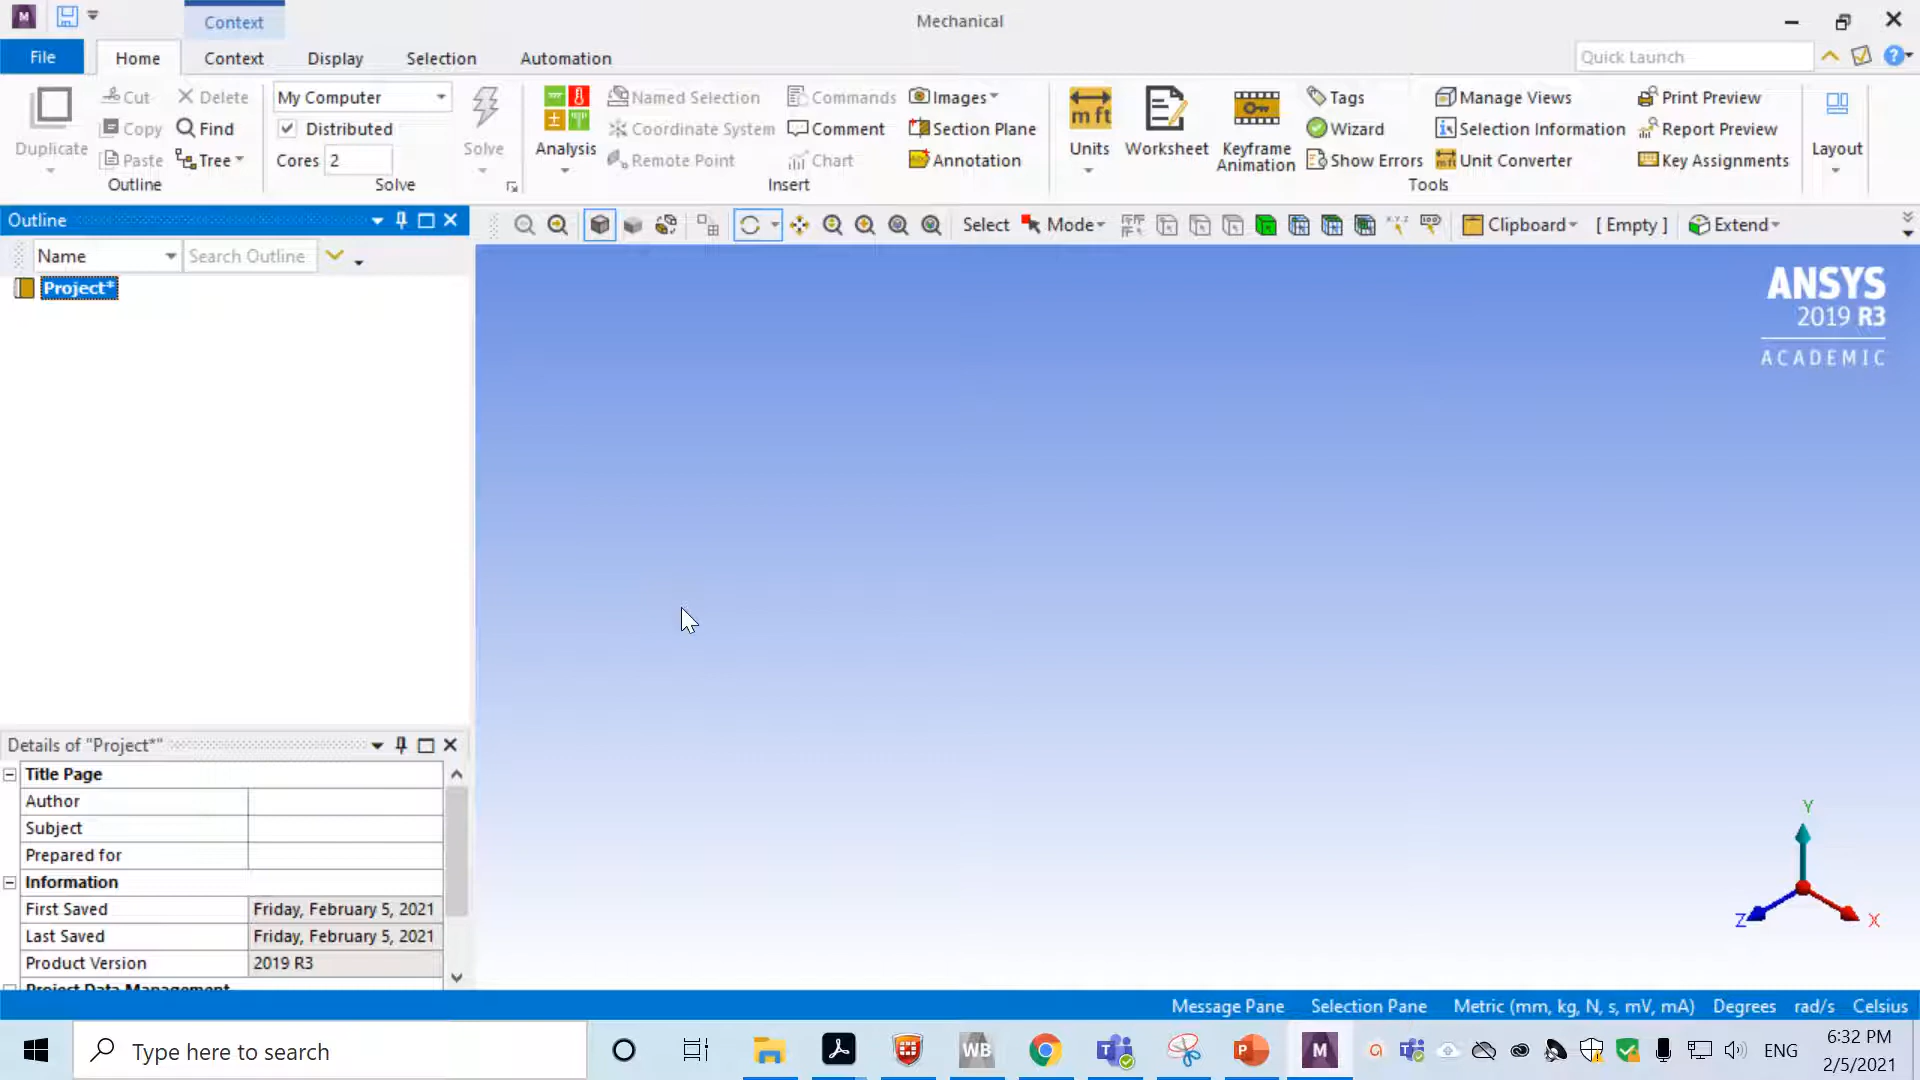 M
Context
Mechanical
File
Home
Context
Display
Selection
Automation
Quick Launch
Duplicate
Cut
Copy
Paste
Delete
Find
Tree
Outline
My Computer
Distributed
Cores 2
Solve
Solve
Analysis
Named Selection
Coordinate System
Remote Point
Commands
Comment
Chart
Images
Section Plane
Annotation
Insert
Units
Worksheet
Keyframe
Animation
Tags
Wizard
Show Errors
Manage Views
Selection Information
Unit Converter
Print Preview
Report Preview
Key Assignments
Tools
Layout
Outline
Select
Mode
Clipboard
[ Empty ]
Extend
Name
Search Outline
Project*
ANSYS
2019 R3
ACADEMIC
Details of "Project*"
Title Page
Author
Subject
Prepared for
Information
First Saved Friday, February 5, 2021
Last Saved Friday, February 5, 2021
Product Version 2019 R3
Project Data Management
Y
Z
X
Message Pane
Selection Pane
Metric (mm, kg, N, s, mV, mA)
Degrees
rad/s
Celsius
Type here to search
WB
M
ENG
6:32 PM
2/5/2021